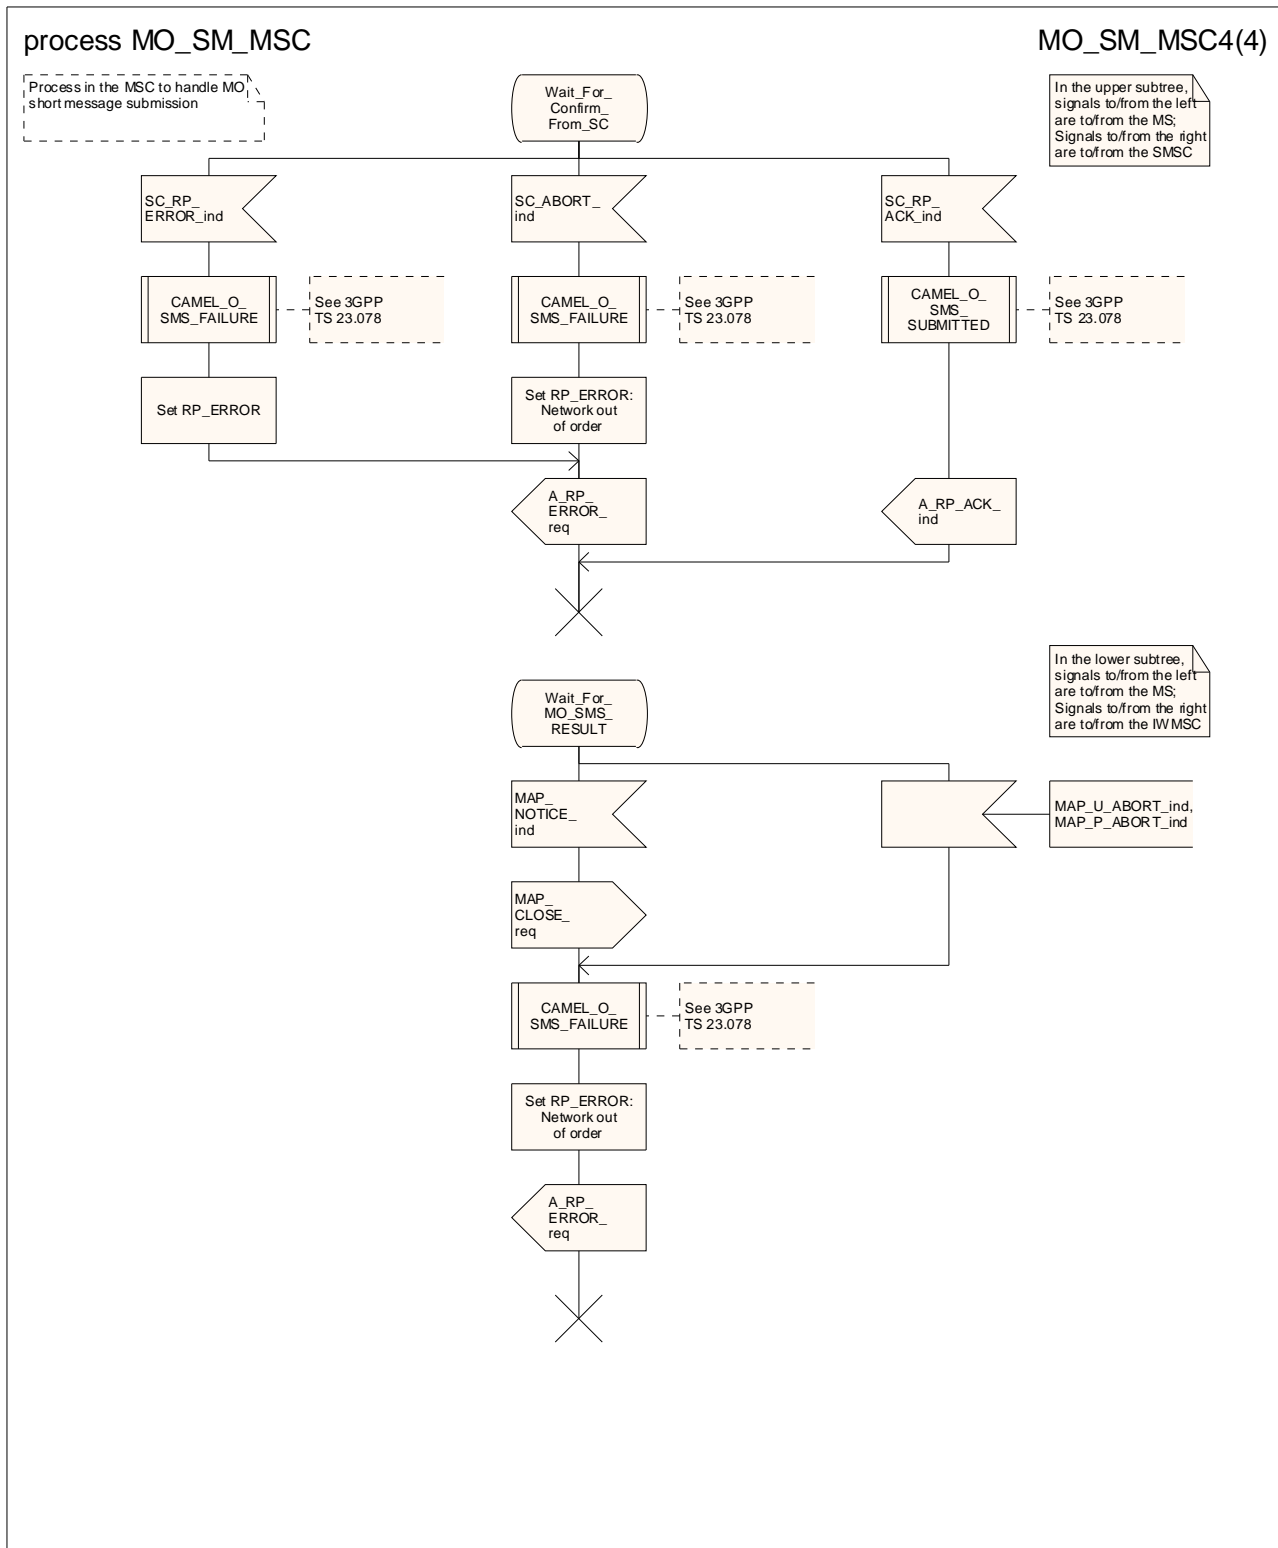 process MO_SM_MSC
MO_SM_MSC4(4)
Process in the MSC to handle MO
short message submission
Wait_For_
Confirm_
From_SC
In the upper subtree,
signals to/from the left
are to/from the MS;
Signals to/from the right
are to/from the SMSC
SC_RP_
ERROR_ind
SC_ABORT_
ind
SC_RP_
ACK_ind
CAMEL_O_
SMS_FAILURE
See 3GPP
TS 23.078
CAMEL_O_
SMS_FAILURE
See 3GPP
TS 23.078
CAMEL_O_
SMS_
SUBMITTED
See 3GPP
TS 23.078
Set RP_ERROR
Set RP_ERROR:
Network out
of order
A_RP_
ERROR_
req
A_RP_ACK_
ind
In the lower subtree,
signals to/from the left
are to/from the MS;
Signals to/from the right
are to/from the IWMSC
Wait_For_
MO_SMS_
RESULT
MAP_
NOTICE_
ind
MAP_U_ABORT_ind,
MAP_P_ABORT_ind
MAP_
CLOSE_
req
CAMEL_O_
SMS_FAILURE
See 3GPP
TS 23.078
Set RP_ERROR:
Network out
of order
A_RP_
ERROR_
req